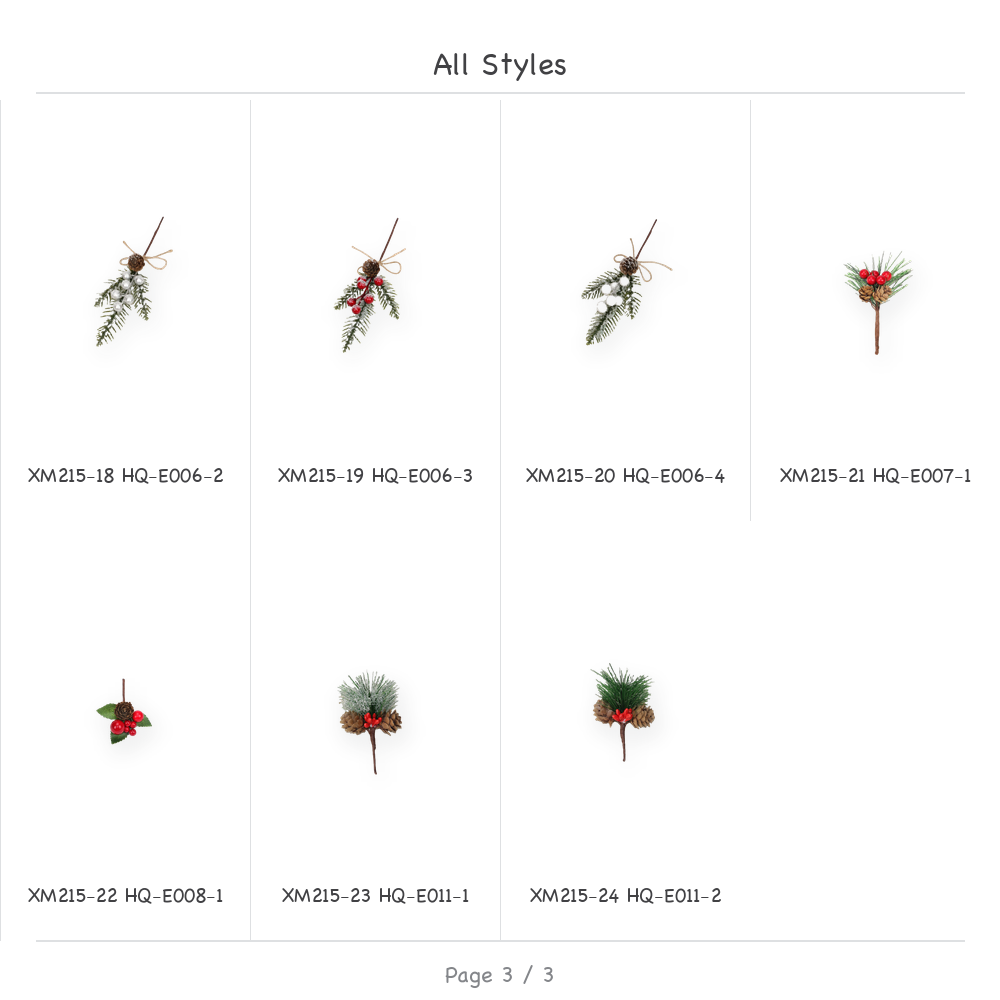 All Styles
XM215-18 HQ-E006-2
XM215-19 HQ-E006-3
XM215-20 HQ-E006-4
XM215-21 HQ-E007-1
XM215-22 HQ-E008-1
XM215-23 HQ-E011-1
XM215-24 HQ-E011-2
Page 3 / 3